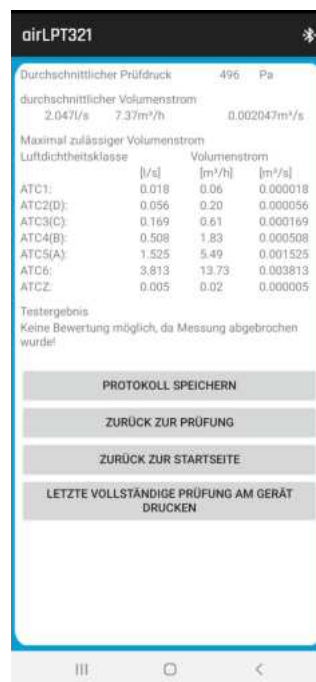 airLPT321
Durchschnittlicher Prüfdruck 496 Pa
durchschnittlicher Volumenstrom
2.047l/s 7.37m³/h 0.002047m³/s
Maximal zulässiger Volumenstrom
Luftdichtheitsklasse Volumenstrom
[l/s] [m³/h] [m³/s]
ATC1: 0.018 0.06 0.000018
ATC2(D): 0.056 0.20 0.000056
ATC3(C): 0.169 0.61 0.000169
ATC4(B): 0.508 1.83 0.000508
ATC5(A): 1.525 5.49 0.001525
ATC6: 3.813 13.73 0.003813
ATCZ: 0.005 0.02 0.000005
Testergebnis
Keine Bewertung möglich, da Messung abgebrochen
wurde!
PROTOKOLL SPEICHERN
ZURÜCK ZUR PRÜFUNG
ZURÜCK ZUR STARTSEITE
LETZTE VOLLSTÄNDIGE PRÜFUNG AM GERÄT
DRUCKEN